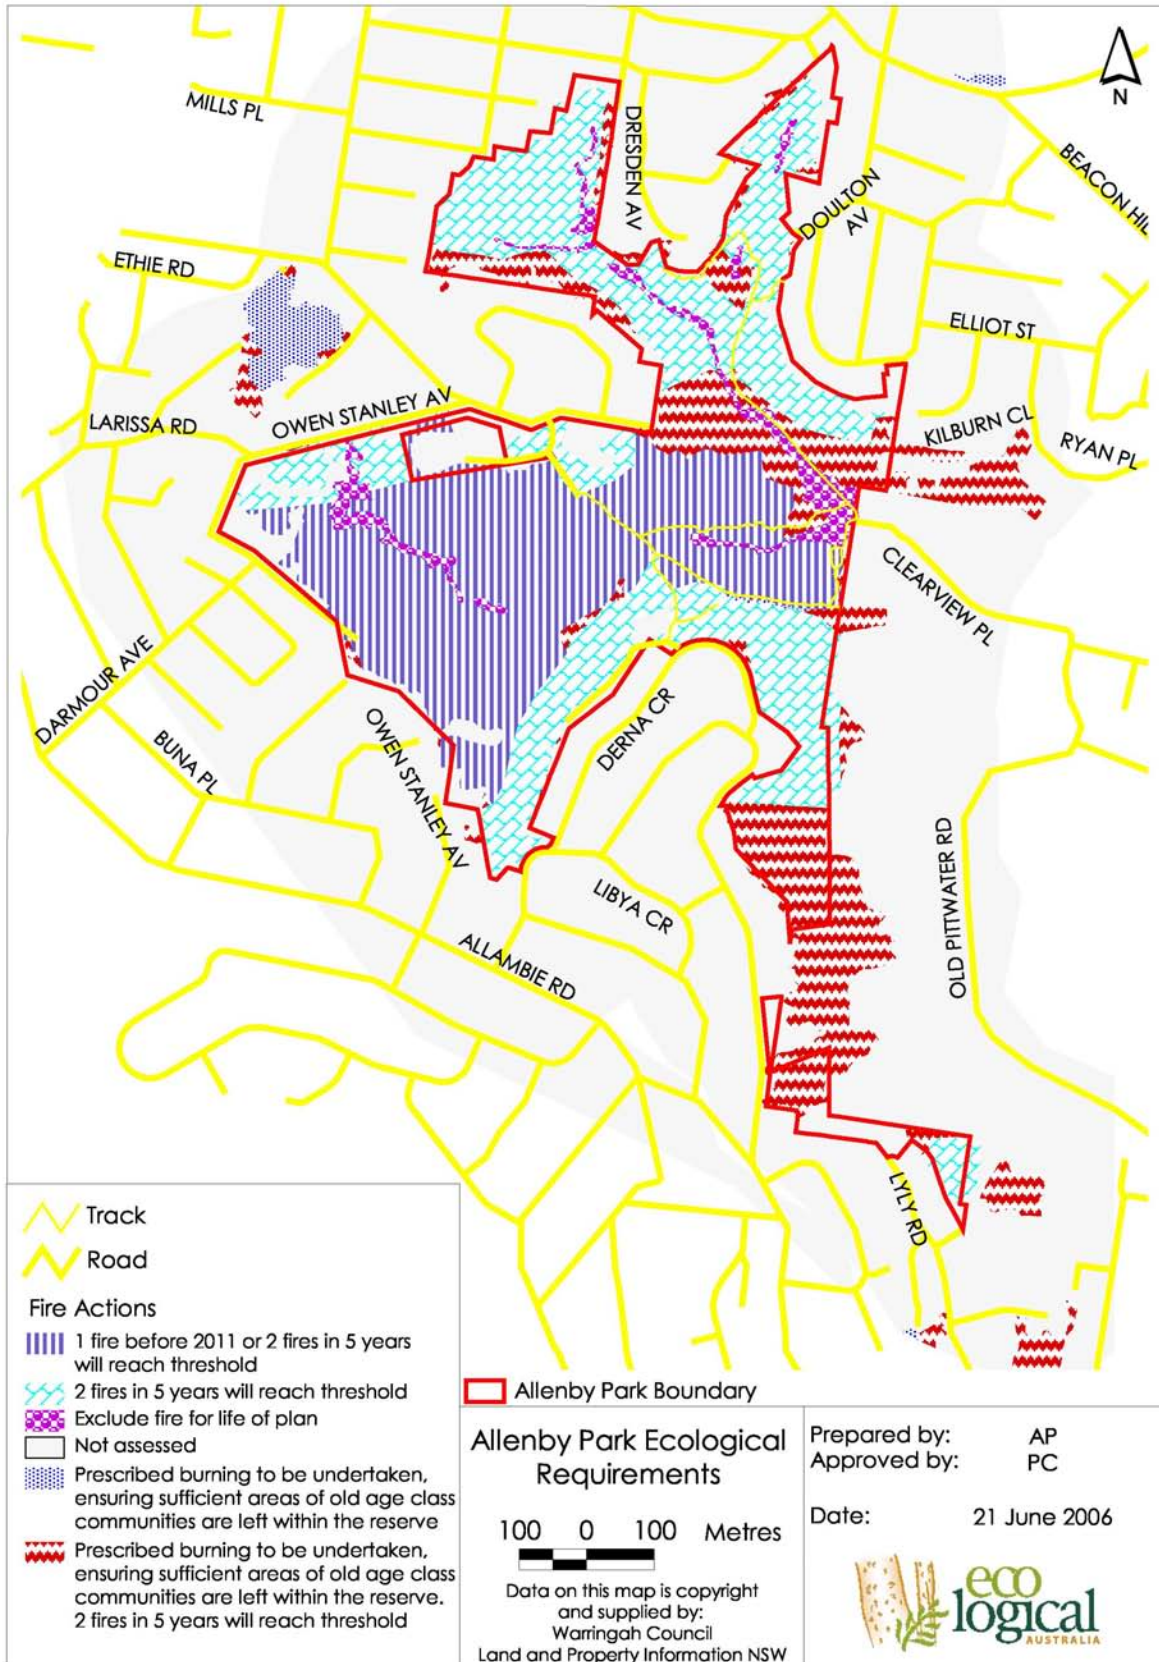 N
MILLS PL
DRESDEN AV
DOULTON
AV
BEACON HIL
ETHIE RD
ELLIOT ST
OWEN STANLEY AV
LARISSA RD
KILBURN CL
RYAN PL
CLEARVIEW PL
DARMOUR AVE
BUNA PL
OWEN STANLEY AV
DERNA CR
OLD PITTWATER RD
LIBYA CR
ALLAMBIE RD
LYLY RD
Track
Road
Fire Actions
1 fire before 2011 or 2 fires in 5 years
will reach threshold
2 fires in 5 years will reach threshold
Exclude fire for life of plan
Not assessed
Prescribed burning to be undertaken,
ensuring sufficient areas of old age class
communities are left within the reserve
Prescribed burning to be undertaken,
ensuring sufficient areas of old age class
communities are left within the reserve.
2 fires in 5 years will reach threshold
Allenby Park Boundary
Allenby Park Ecological
Requirements
100 0 100 Metres
Data on this map is copyright
and supplied by:
Warringah Council
Land and Property Information NSW
Prepared by: AP
Approved by: PC
Date: 21 June 2006
eco
logical
AUSTRALIA